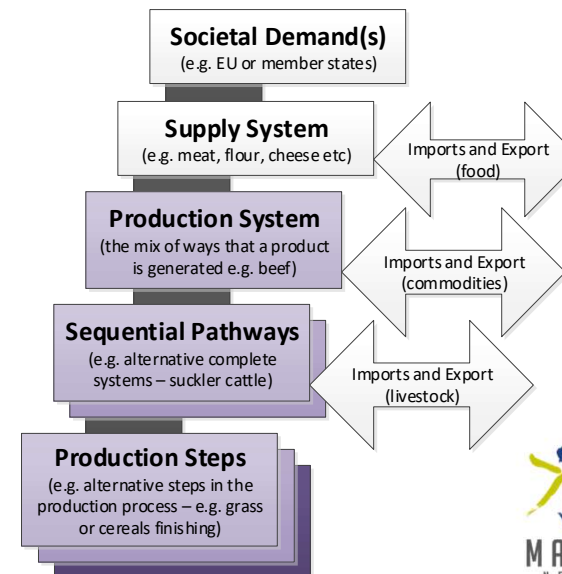 Societal Demand(s)
(e.g. EU or member states)
Supply System
(e.g. meat, flour, cheese etc)
Imports and Export
(food)
Production System
(the mix of ways that a product
is generated e.g. beef)
Imports and Export
(commodities)
Sequential Pathways
(e.g. alternative complete
systems – suckler cattle)
Imports and Export
(livestock)
Production Steps
(e.g. alternative steps in the
production process – e.g. grass
or cereals finishing)